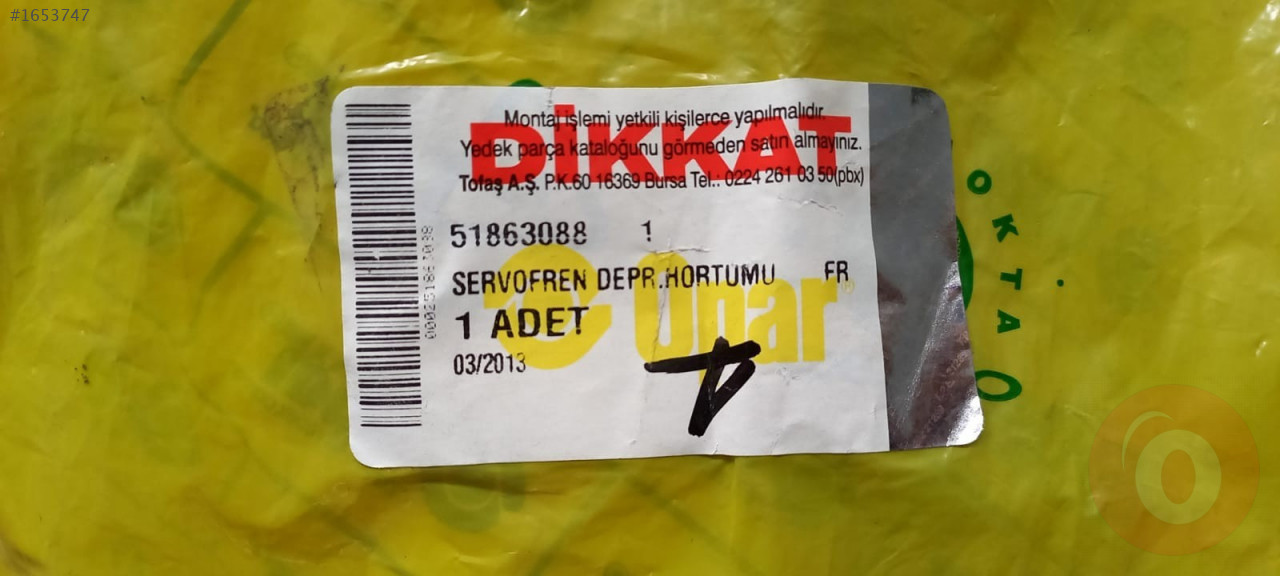 #1653747
DİKKAT
Montaj işlemi yetkili kişilerce yapılmalıdır.
Yedek parça kataloğunu görmeden satın almayınız.
Tofaş A.Ş. P.K.60 16369 Bursa Tel.: 0224 261 03 50(pbx)
51863088 1
SERVOFREN DEPR.HORTUMU FR
Opar
1 ADET
03/2013
OKTA